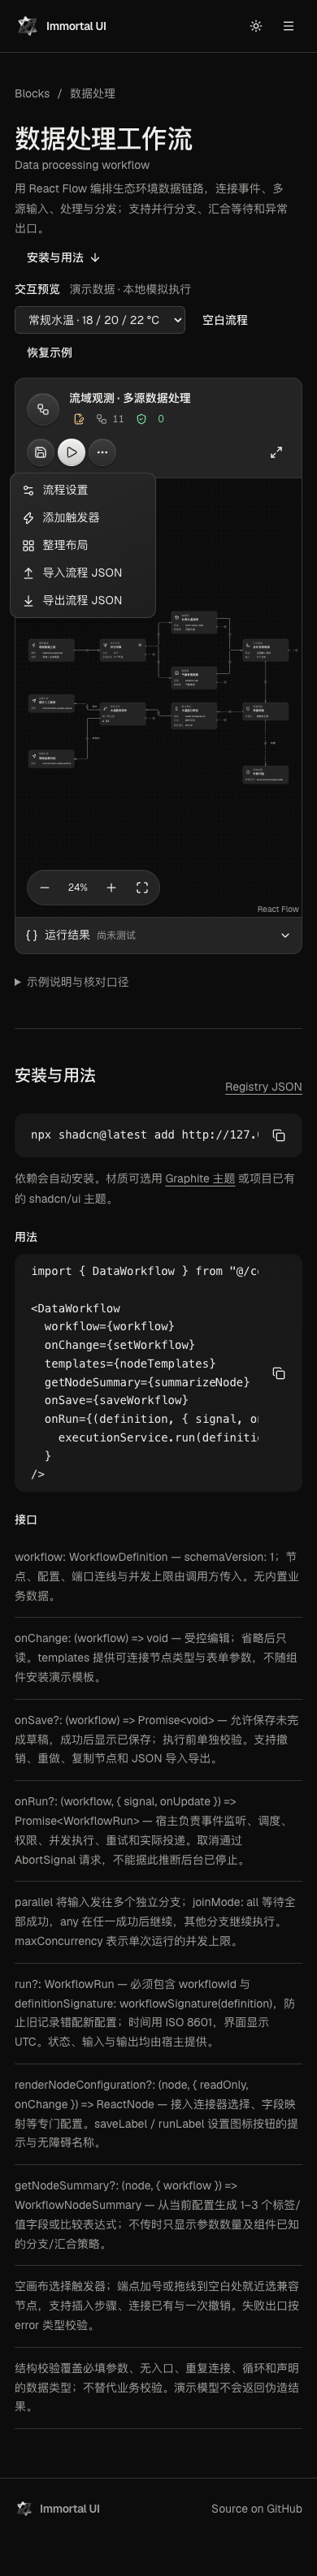 Immortal UI
Blocks / 数据处理
数据处理工作流
Data processing workflow
用 React Flow 编排生态环境数据链路，连接事件、多
源输入、处理与分发；支持并行分支、汇合等待和异常
出口。
安装与用法 ↓
交互预览 演示数据 · 本地模拟执行
常规水温 · 18 / 20 / 22 °C
空白流程
恢复示例
流域观测 · 多源数据处理
11 0
流程设置
添加触发器
整理布局
导入流程 JSON
导出流程 JSON
24%
React Flow
运行结果 尚未测试
示例说明与核对口径
安装与用法
Registry JSON
npx shadcn@latest add http://127.
依赖会自动安装。材质可选用 Graphite 主题 或项目已有
的 shadcn/ui 主题。
用法
import { DataWorkflow } from "@/c
<DataWorkflow
workflow={workflow}
onChange={setWorkflow}
templates={nodeTemplates}
getNodeSummary={summarizeNode}
onSave={saveWorkflow}
onRun={(definition, { signal, on
executionService.run(definiti
}
/>
接口
workflow: WorkflowDefinition — schemaVersion: 1；节
点、配置、端口连线与并发上限由调用方传入。无内置业
务数据。
onChange: (workflow) => void — 受控编辑；省略后只
读。templates 提供可连接节点类型与表单参数，不随组
件安装演示模板。
onSave?: (workflow) => Promise<void> — 允许保存未完
成草稿，成功后显示已保存；执行前单独校验。支持撤
销、重做、复制节点和 JSON 导入导出。
onRun?: (workflow, { signal, onUpdate }) =>
Promise<WorkflowRun> — 宿主负责事件监听、调度、
权限、并发执行、重试和实际投递。取消通过
AbortSignal 请求，不能据此推断后台已停止。
parallel 将输入发往多个独立分支；joinMode: all 等待全
部成功，any 在任一成功后继续，其他分支继续执行。
maxConcurrency 表示单次运行的并发上限。
run?: WorkflowRun — 必须包含 workflowId 与
definitionSignature: workflowSignature(definition)，防
止旧记录错配新配置；时间用 ISO 8601，界面显示
UTC。状态、输入与输出均由宿主提供。
renderNodeConfiguration?: (node, { readOnly,
onChange }) => ReactNode — 接入连接器选择、字段映
射等专门配置。saveLabel / runLabel 设置图标按钮的提
示与无障碍名称。
getNodeSummary?: (node, { workflow }) =>
WorkflowNodeSummary — 从当前配置生成 1–3 个标签/
值字段或比较表达式；不传时只显示参数数量及组件已知
的分支/汇合策略。
空画布选择触发器；端点加号或拖线到空白处就近选兼容
节点，支持插入步骤、连接已有与一次撤销。失败出口按
error 类型校验。
结构校验覆盖必填参数、无入口、重复连接、循环和声明
的数据类型；不替代业务校验。演示模型不会返回伪造结
果。
Immortal UI
Source on GitHub